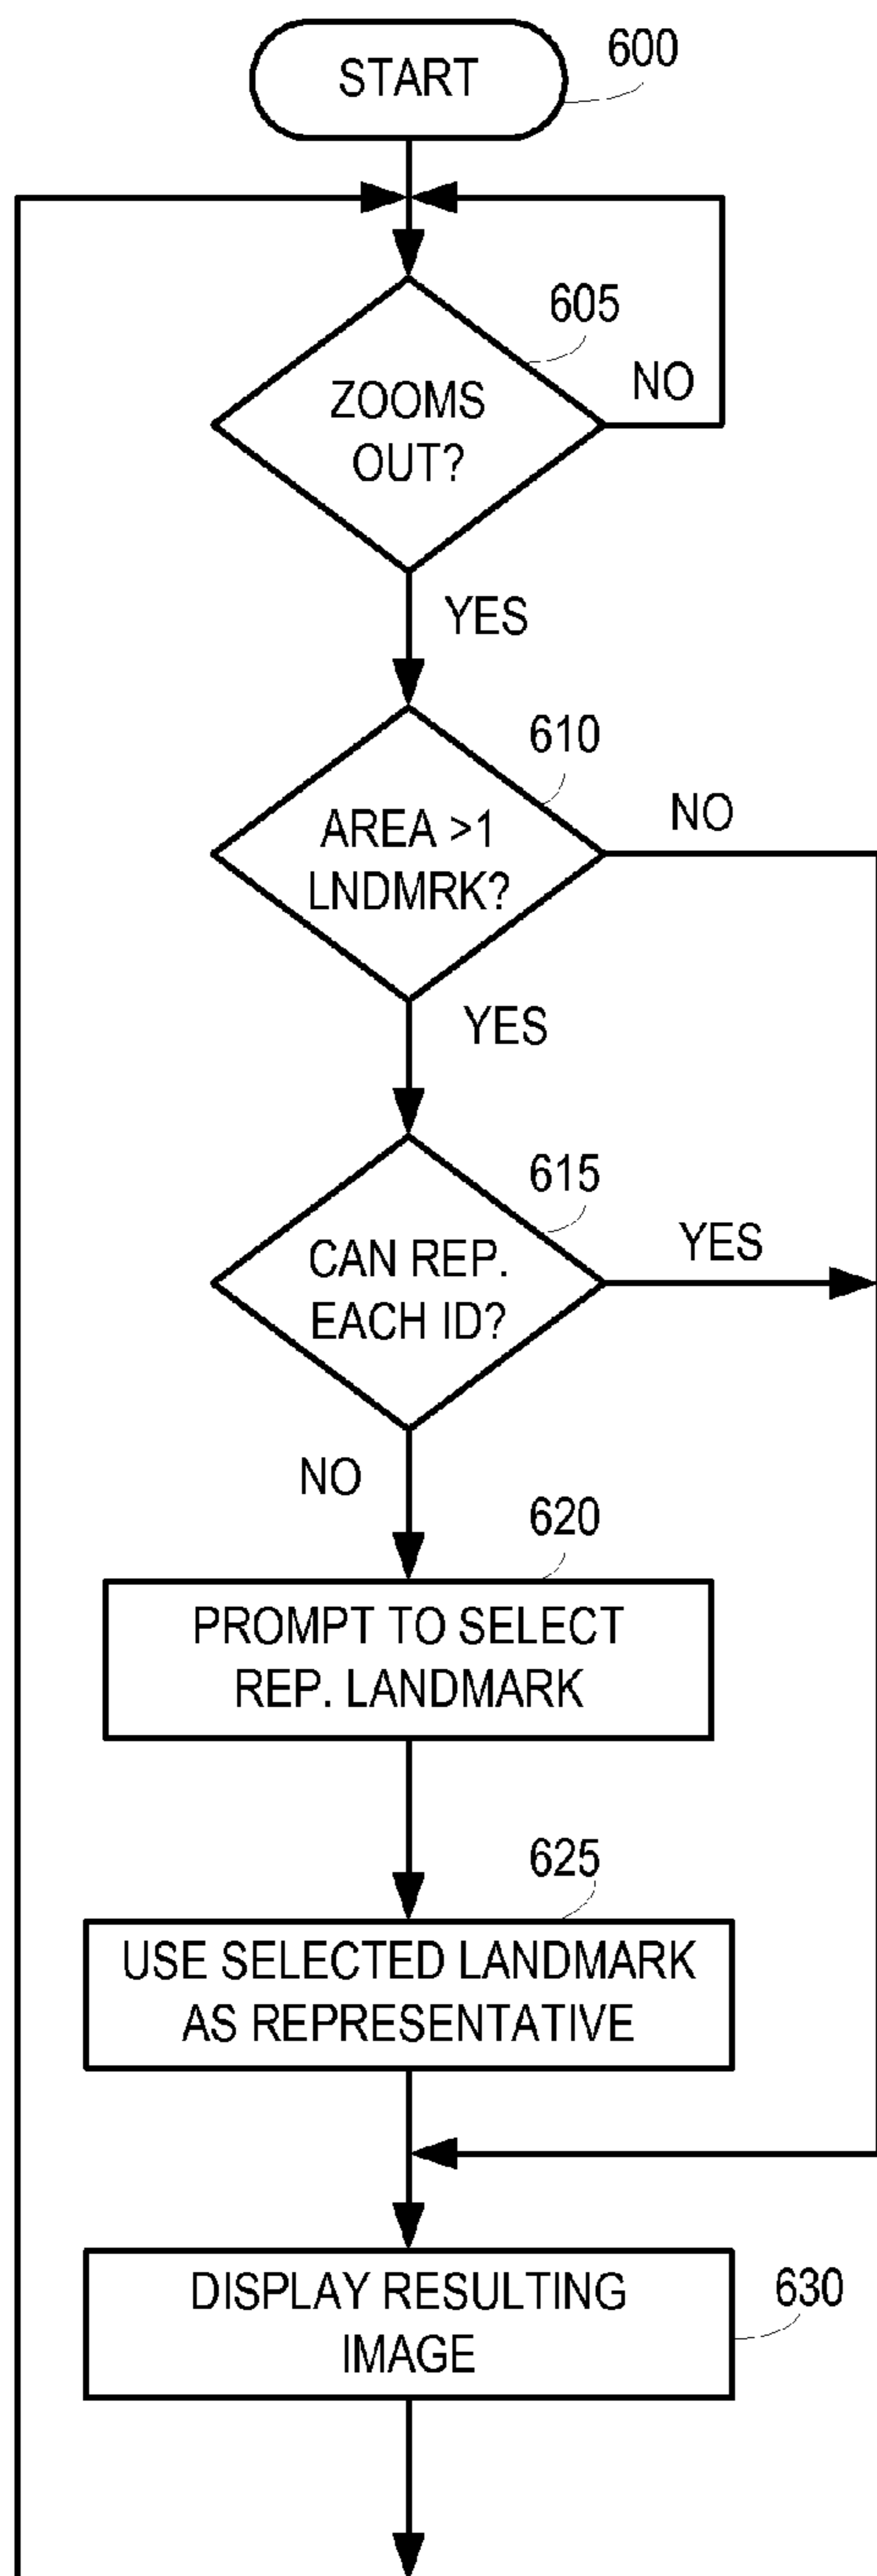 START
600
605
ZOOMS
OUT?
NO
YES
610
AREA >1
LNDMRK?
NO
YES
615
CAN REP.
EACH ID?
YES
NO
620
PROMPT TO SELECT
REP. LANDMARK
625
USE SELECTED LANDMARK
AS REPRESENTATIVE
DISPLAY RESULTING
IMAGE
630